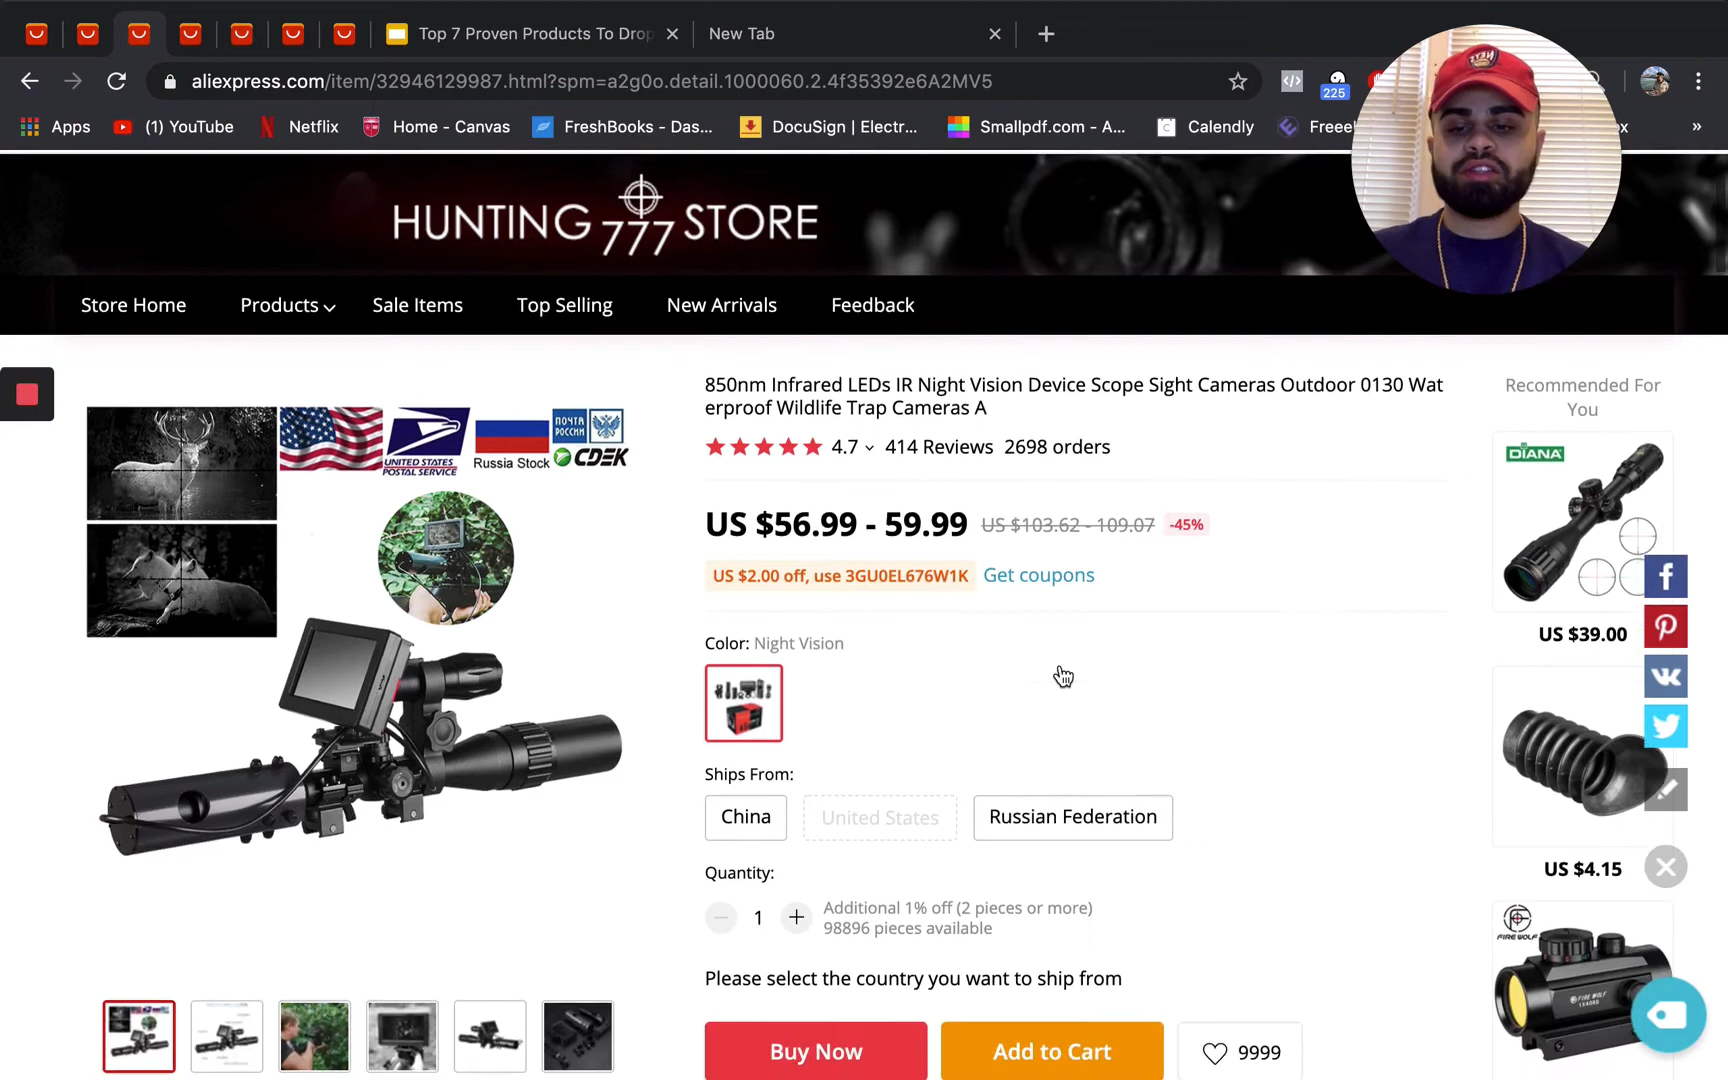 Top 7 Proven Products To Drop
New Tab
aliexpress.com/item/32946129987.html?spm=a2g0o.detail.1000060.2.4f35392e6A2MV5
225
Apps
(1) YouTube
Netflix
Home - Canvas
FreshBooks - Das...
DocuSign | Electr...
Smallpdf.com - A...
Calendly
»
HUNTING 777 STORE
Store Home
Products
Sale Items
Top Selling
New Arrivals
Feedback
850nm Infrared LEDs IR Night Vision Device Scope Sight Cameras Outdoor 0130 Wat
erproof Wildlife Trap Cameras A
4.7 414 Reviews 2698 orders
US $56.99 - 59.99 US $103.62 - 109.07 -45%
US $2.00 off, use 3GU0EL676W1K Get coupons
Color: Night Vision
Ships From:
China
United States
Russian Federation
Quantity:
1
Additional 1% off (2 pieces or more)
98896 pieces available
Please select the country you want to ship from
Buy Now
Add to Cart
9999
UNITED STATES
POSTAL SERVICE
Russia Stock
ПОЧТА
РОССИИ
CDEK
Recommended For
You
DIANA
US $39.00
US $4.15
FIRE WOLF